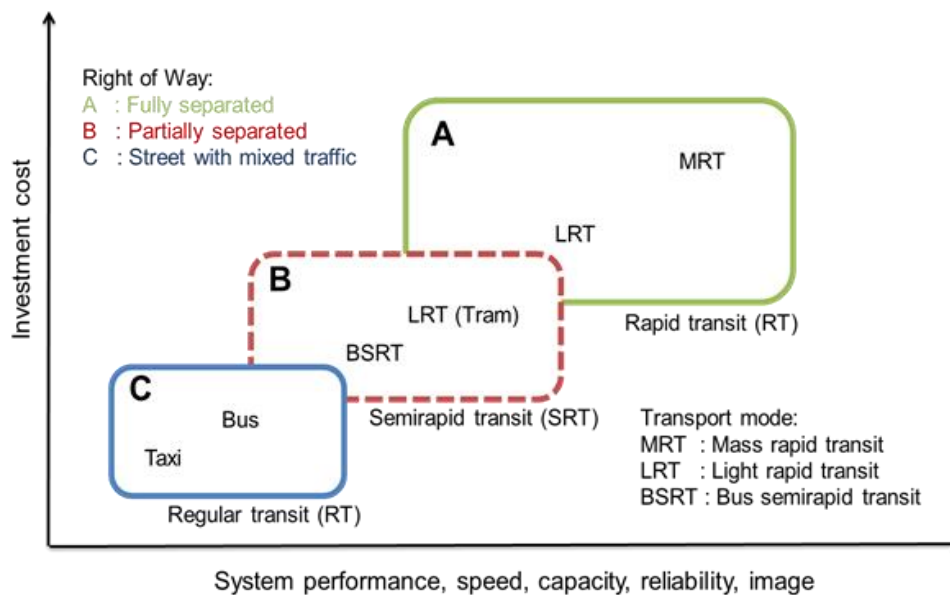 Right of Way:
A : Fully separated
B : Partially separated
C : Street with mixed traffic
A
MRT
LRT
Rapid transit (RT)
B
LRT (Tram)
BSRT
Semirapid transit (SRT)
C
Bus
Taxi
Regular transit (RT)
Transport mode:
MRT : Mass rapid transit
LRT : Light rapid transit
BSRT : Bus semirapid transit
Investment cost
System performance, speed, capacity, reliability, image